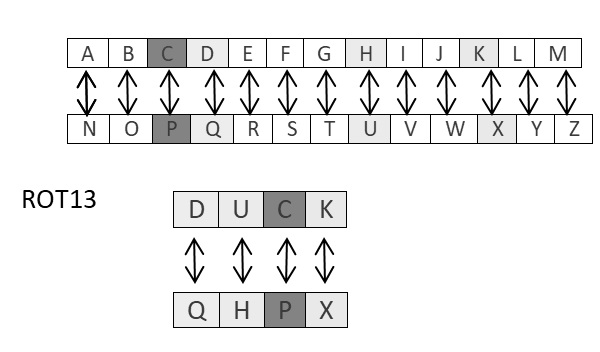 A B C D E F G H I J K L M
N O P Q R S T U V W X Y Z
ROT13
D U C K
Q H P X